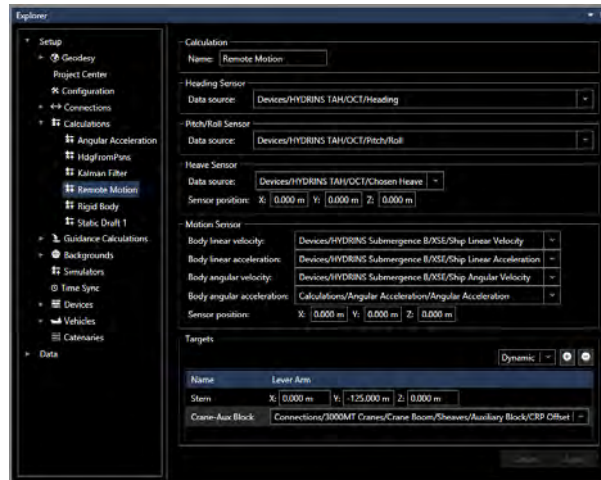 Explorer
Setup
Geodesy
Project Center
Configuration
Connections
Calculations
Angular Acceleration
HdgFromPsns
Kalman Filter
Remote Motion
Rigid Body
Static Draft 1
Guidance Calculations
Backgrounds
Simulators
Time Sync
Devices
Vehicles
Catenaries
Data
Calculation
Name: Remote Motion
Heading Sensor
Data source: Devices/HYDRINS TAH/OCT/Heading
Pitch/Roll Sensor
Data source: Devices/HYDRINS TAH/OCT/Pitch/Roll
Heave Sensor
Data source: Devices/HYDRINS TAH/OCT/Chosen Heave
Sensor position: X: 0.000 m Y: 0.000 m Z: 0.000 m
Motion Sensor
Body linear velocity: Devices/HYDRINS Submergence B/XSE/Ship Linear Velocity
Body linear acceleration: Devices/HYDRINS Submergence B/XSE/Ship Linear Acceleration
Body angular velocity: Devices/HYDRINS Submergence B/XSE/Ship Angular Velocity
Body angular acceleration: Calculations/Angular Acceleration/Angular Acceleration
Sensor position: X: 0.000 m Y: 0.000 m Z: 0.000 m
Targets
Dynamic
Name Lever Arm
Stern X: 0.000 m Y: -125.000 m Z: 0.000 m
Crane-Aux Block Connections/3000MT Cranes/Crane Boom/Sheaves/Auxiliary Block/CRP Offset